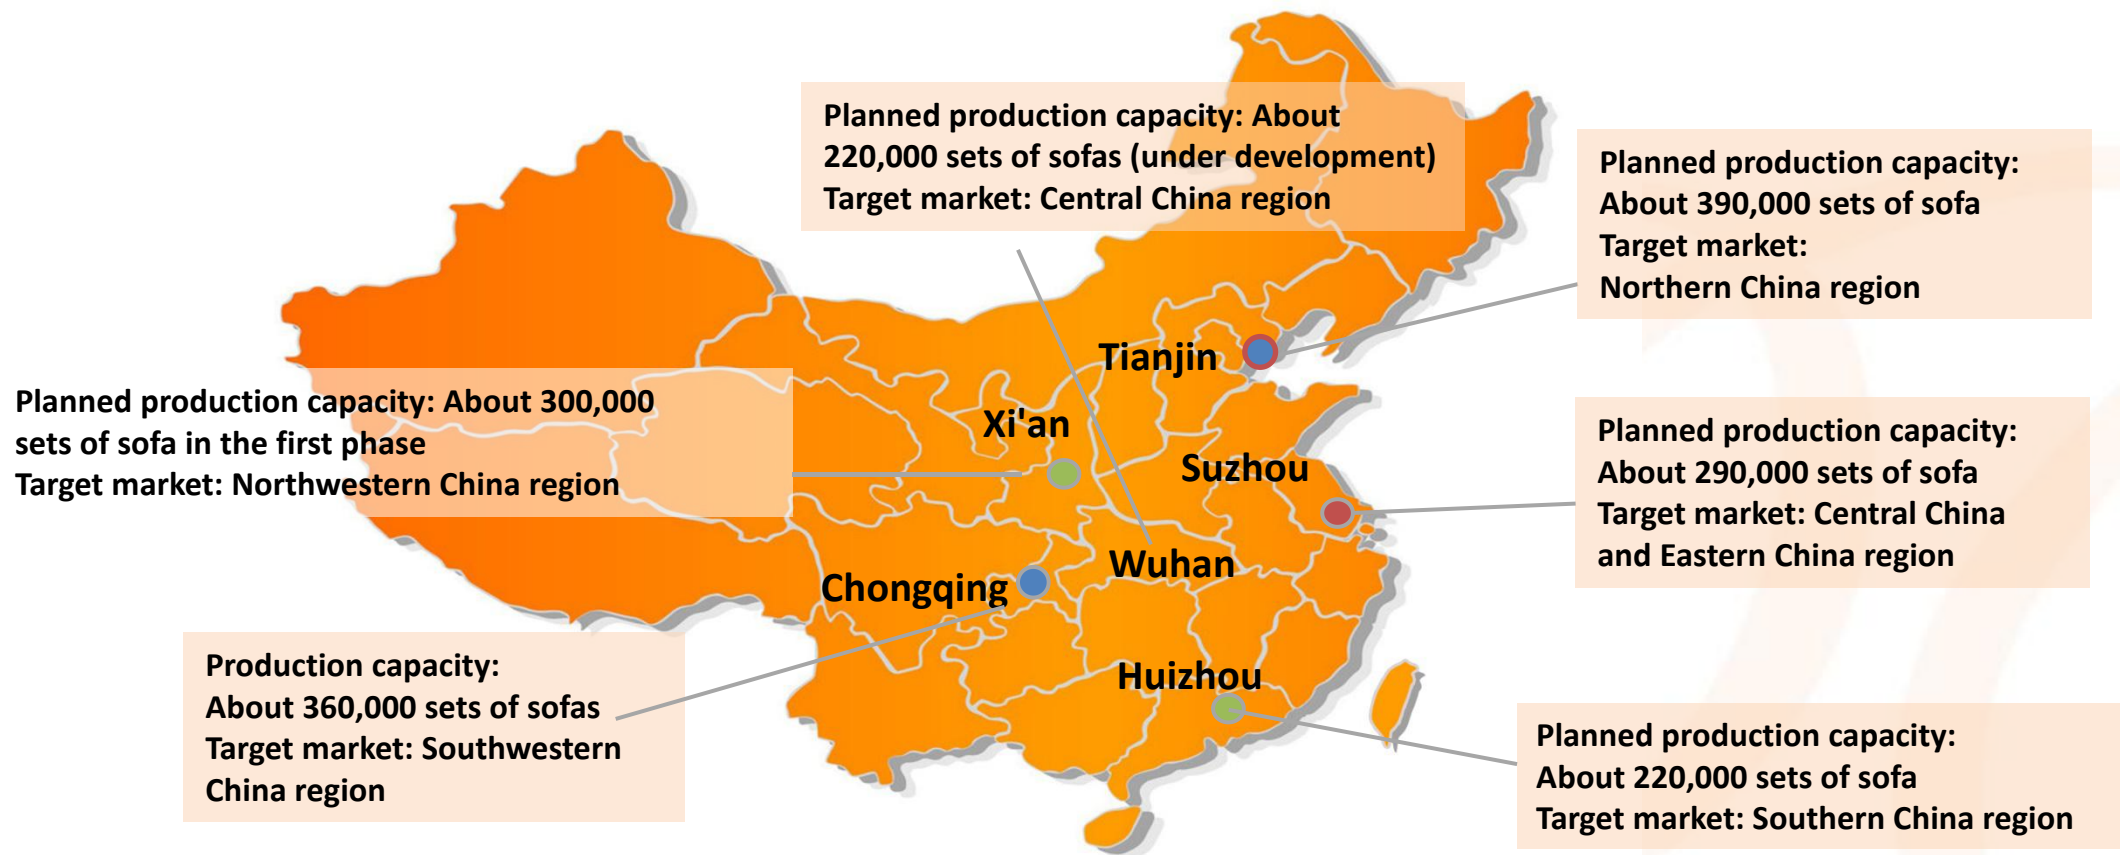 Planned production capacity: About
220,000 sets of sofas (under development)
Target market: Central China region
Planned production capacity:
About 390,000 sets of sofa
Target market:
Northern China region
Tianjin
Planned production capacity: About 300,000
sets of sofa in the first phase
Target market: Northwestern China region
Xi'an
Suzhou
Planned production capacity:
About 290,000 sets of sofa
Target market: Central China
and Eastern China region
Wuhan
Chongqing
Production capacity:
About 360,000 sets of sofas
Target market: Southwestern
China region
Huizhou
Planned production capacity:
About 220,000 sets of sofa
Target market: Southern China region